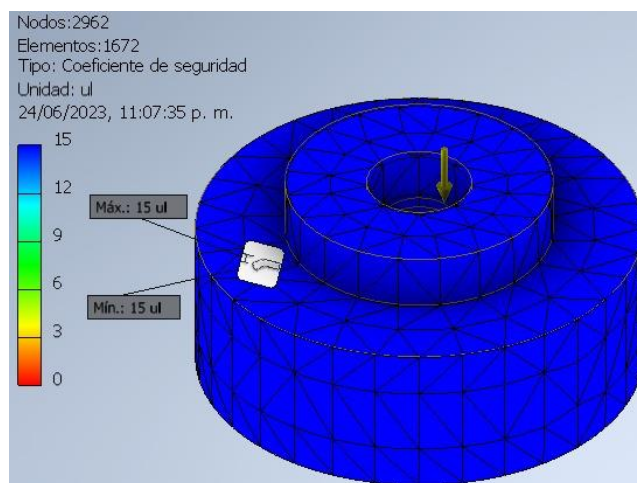 Nodos:2962
Elementos:1672
Tipo: Coeficiente de seguridad
Unidad: ul
24/06/2023, 11:07:35 p. m.
15
12
Máx.: 15 ul
9
6
Mín.: 15 ul
3
0